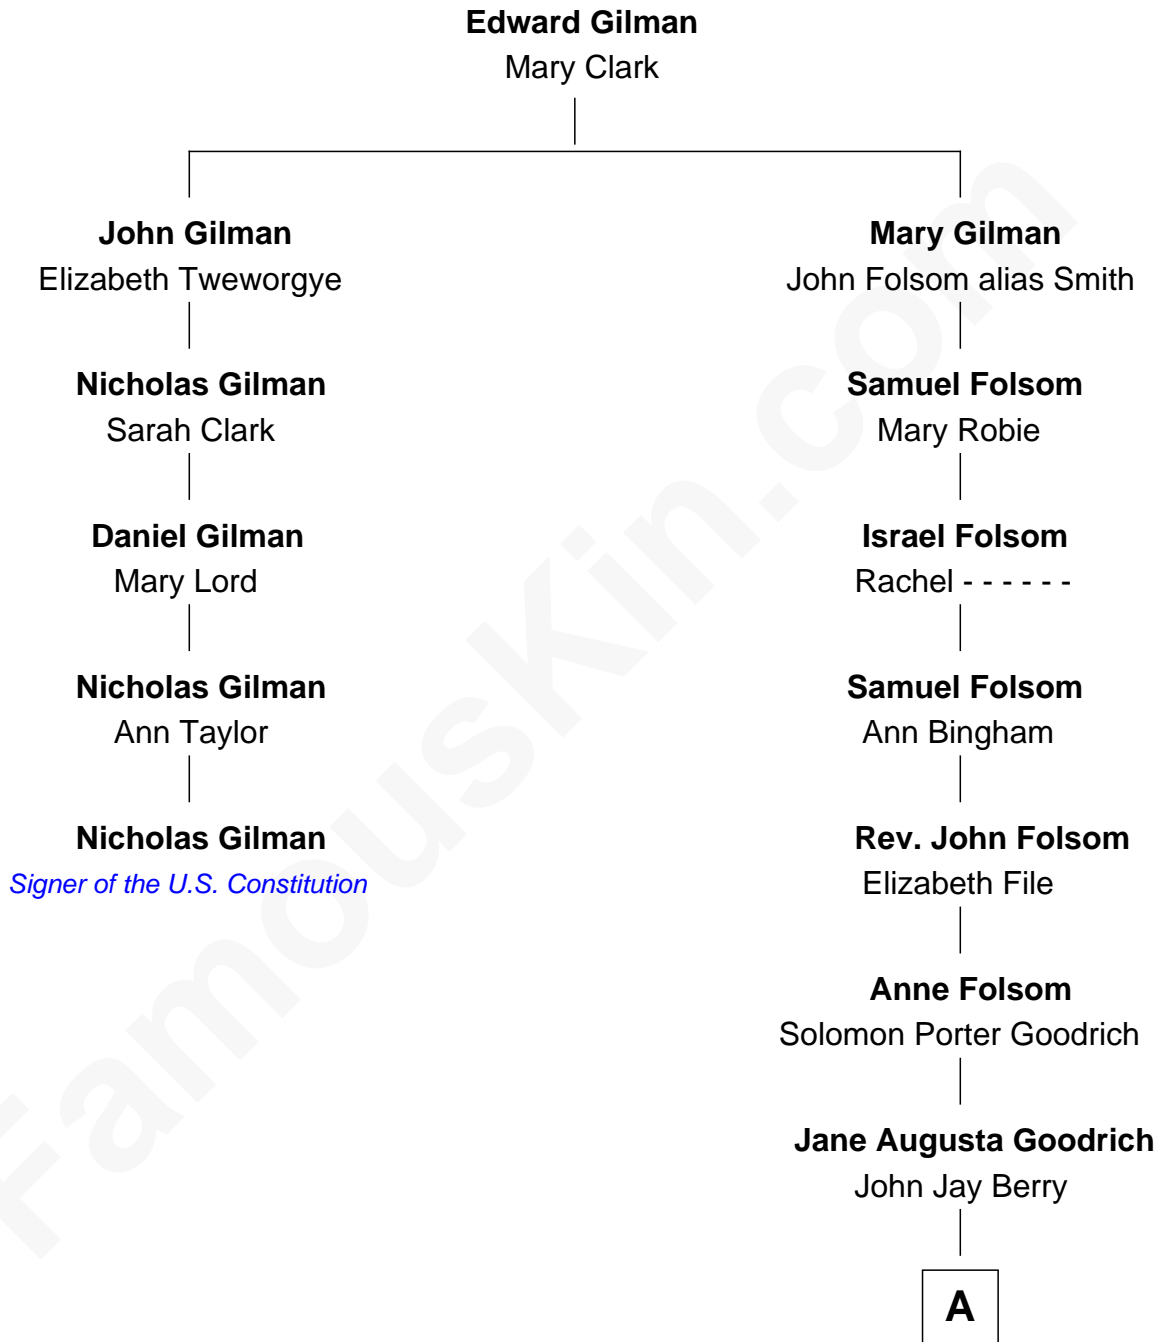 Edward Gilman
Mary Clark
John Gilman
Elizabeth Tweworgye
Mary Gilman
John Folsom alias Smith
Nicholas Gilman
Sarah Clark
Samuel Folsom
Mary Robie
Daniel Gilman
Mary Lord
Israel Folsom
Rachel - - - - - -
Nicholas Gilman
Ann Taylor
Samuel Folsom
Ann Bingham
Nicholas Gilman
Signer of the U.S. Constitution
Rev. John Folsom
Elizabeth File
Anne Folsom
Solomon Porter Goodrich
Jane Augusta Goodrich
John Jay Berry
A
FamousKin.com